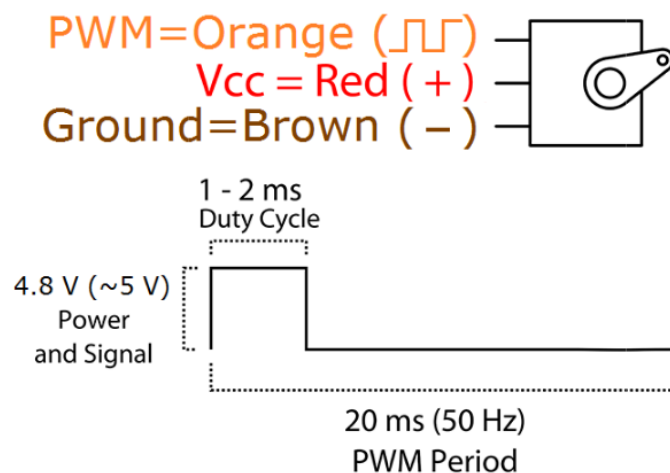 PWM=Orange (⎍⎍)
Vcc = Red ( + )
Ground=Brown ( − )
1 - 2 ms
Duty Cycle
4.8 V (~5 V)
Power
and Signal
20 ms (50 Hz)
PWM Period